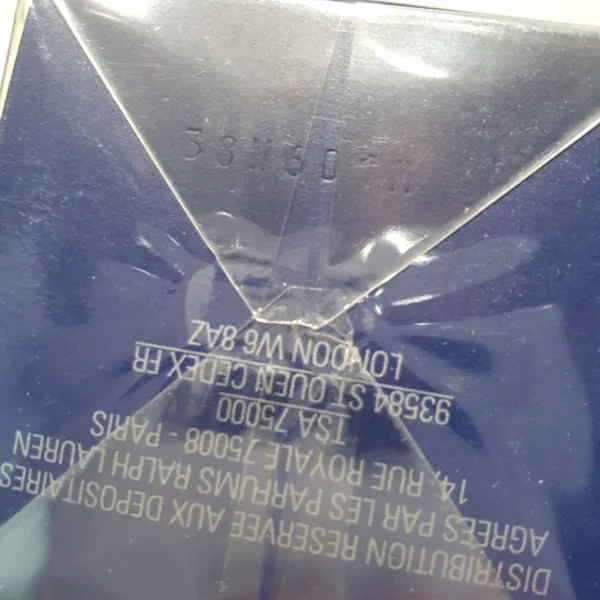 DISTRIBUTION RESERVEE AUX DEPOSITAIRES
AGREES PAR LES PARFUMS RALPH LAUREN
14, RUE ROYALE 75008 - PARIS
TSA 75000
93584 ST OUEN CEDEX FR
LONDON W6 8AZ